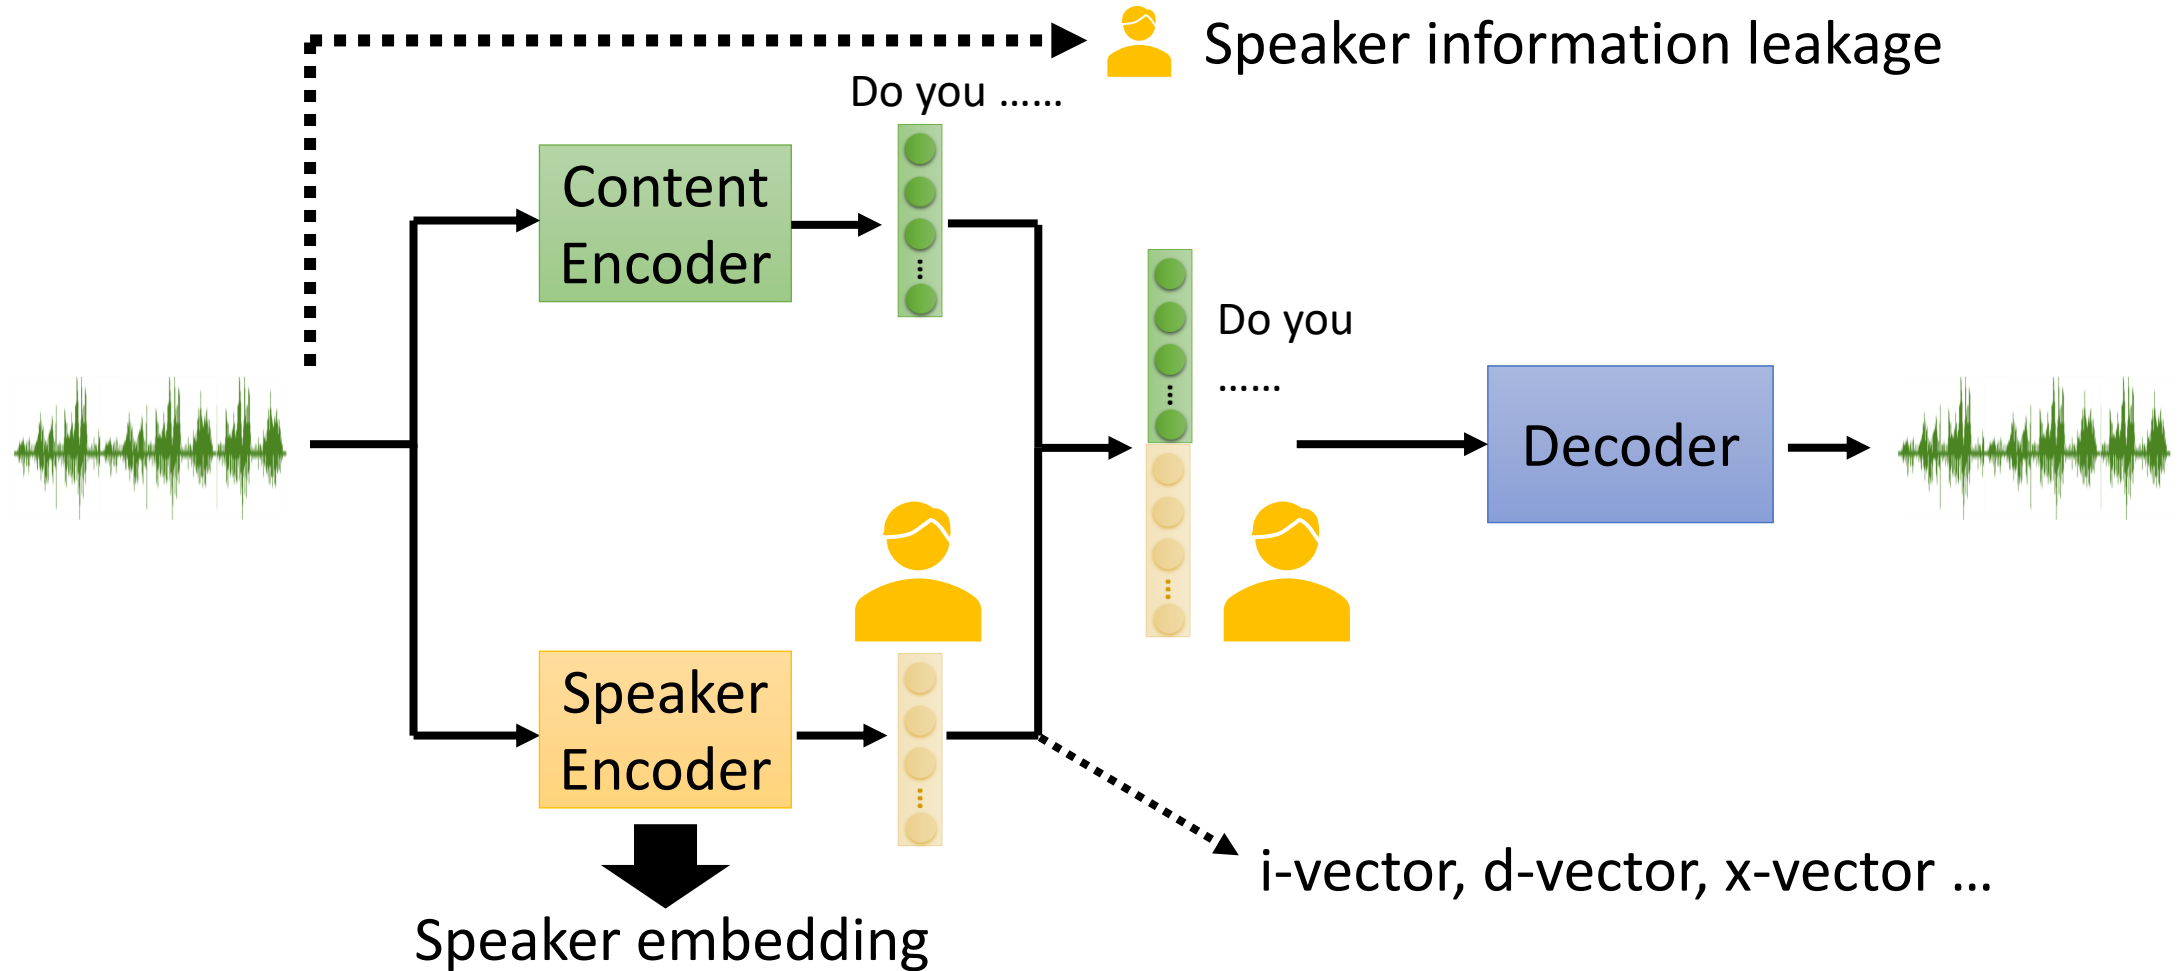 Speaker information leakage
Do you ……
Content
Encoder
Do you
……
Decoder
Speaker
Encoder
i-vector, d-vector, x-vector …
Speaker embedding